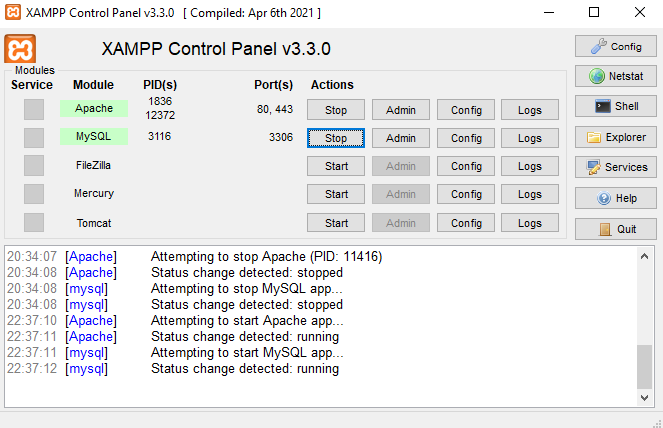 XAMPP Control Panel v3.3.0 [ Compiled: Apr 6th 2021 ]
XAMPP Control Panel v3.3.0
Config
Modules
Service Module PID(s) Port(s) Actions
Netstat
Apache 1836 12372 80, 443 Stop Admin Config Logs
Shell
MySQL 3116 3306 Stop Admin Config Logs
Explorer
FileZilla Start Admin Config Logs
Services
Mercury Start Admin Config Logs
Help
Tomcat Start Admin Config Logs
Quit
20:34:07 [Apache] Attempting to stop Apache (PID: 11416)
20:34:08 [Apache] Status change detected: stopped
20:34:08 [mysql] Attempting to stop MySQL app...
20:34:08 [mysql] Status change detected: stopped
22:37:10 [Apache] Attempting to start Apache app...
22:37:11 [Apache] Status change detected: running
22:37:11 [mysql] Attempting to start MySQL app...
22:37:12 [mysql] Status change detected: running